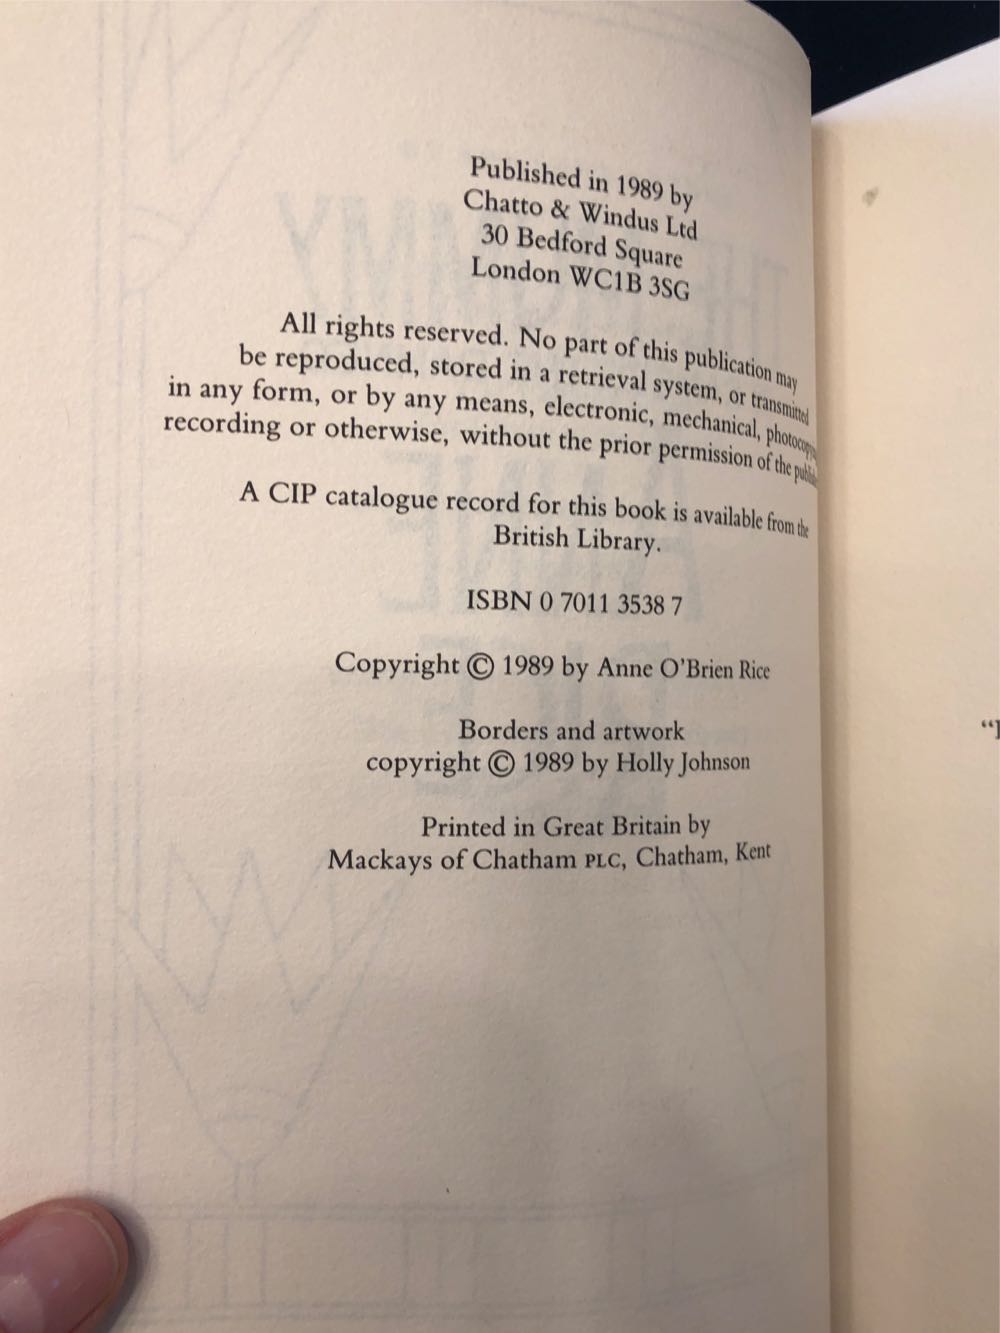 Published in 1989 by
Chatto & Windus Ltd
30 Bedford Square
London WC1B 3SG
All rights reserved. No part of this publication may
be reproduced, stored in a retrieval system, or transmitted
in any form, or by any means, electronic, mechanical,
recording or otherwise, without the prior permission of the
A CIP catalogue record for this book is available from the
British Library.
ISBN 0 7011 3538 7
Copyright © 1989 by Anne O'Brien Rice
Borders and artwork
copyright © 1989 by Holly Johnson
Printed in Great Britain by
Mackays of Chatham PLC, Chatham, Kent